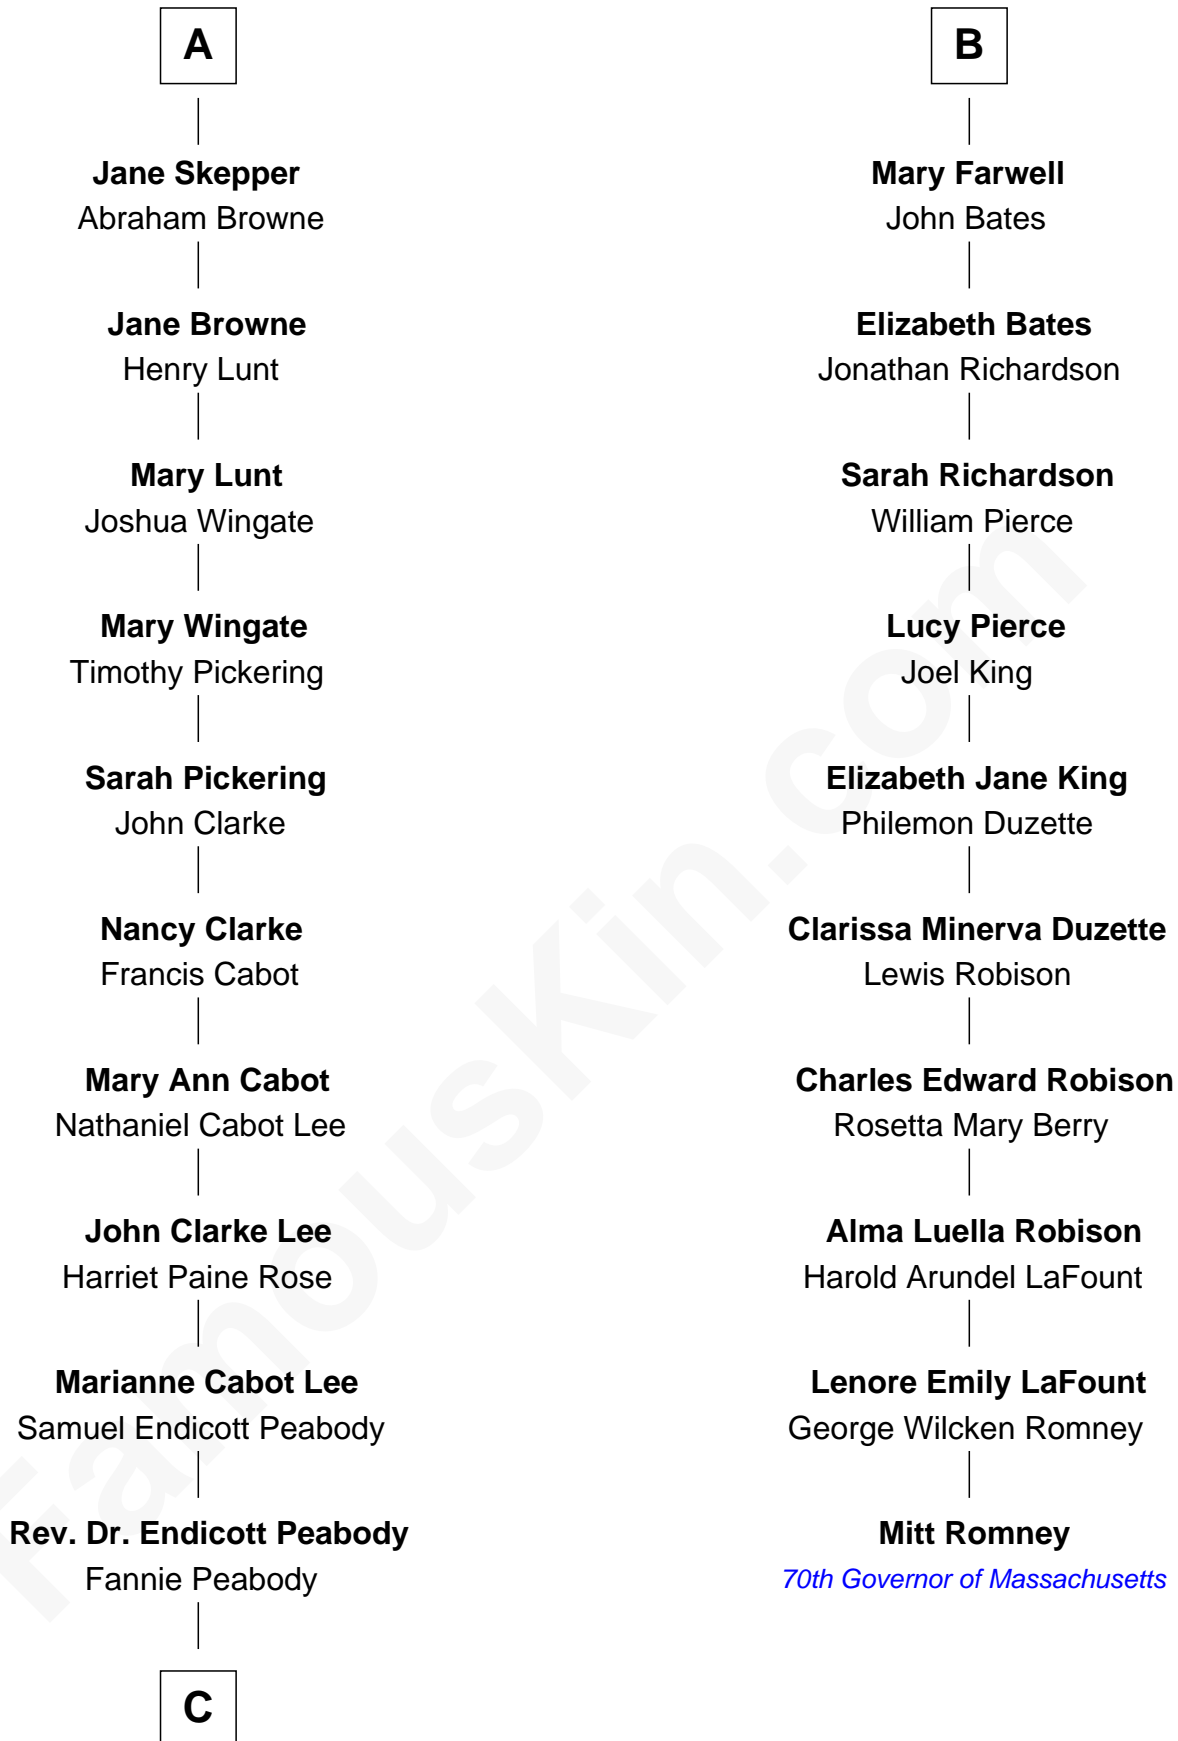 A
Jane Skepper
Abraham Browne
Jane Browne
Henry Lunt
Mary Lunt
Joshua Wingate
Mary Wingate
Timothy Pickering
Sarah Pickering
John Clarke
Nancy Clarke
Francis Cabot
Mary Ann Cabot
Nathaniel Cabot Lee
John Clarke Lee
Harriet Paine Rose
Marianne Cabot Lee
Samuel Endicott Peabody
Rev. Dr. Endicott Peabody
Fannie Peabody
C
B
Mary Farwell
John Bates
Elizabeth Bates
Jonathan Richardson
Sarah Richardson
William Pierce
Lucy Pierce
Joel King
Elizabeth Jane King
Philemon Duzette
Clarissa Minerva Duzette
Lewis Robison
Charles Edward Robison
Rosetta Mary Berry
Alma Luella Robison
Harold Arundel LaFount
Lenore Emily LaFount
George Wilcken Romney
Mitt Romney
70th Governor of Massachusetts
FamousKin.com